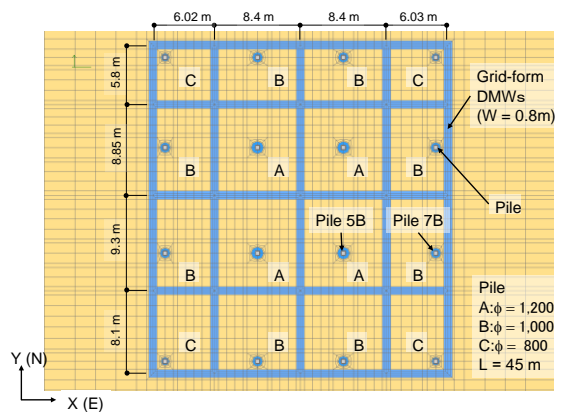 6.02 m 8.4 m 8.4 m 6.03 m
5.8 m
C B B C
Grid-form
DMWs
(W = 0.8m)
8.85 m
B A A B
Pile
9.3 m
Pile 5B Pile 7B
B A A B
Pile
A:ϕ = 1,200
B:ϕ = 1,000
C:ϕ = 800
L = 45 m
8.1 m
C B B C
Y (N)
X (E)